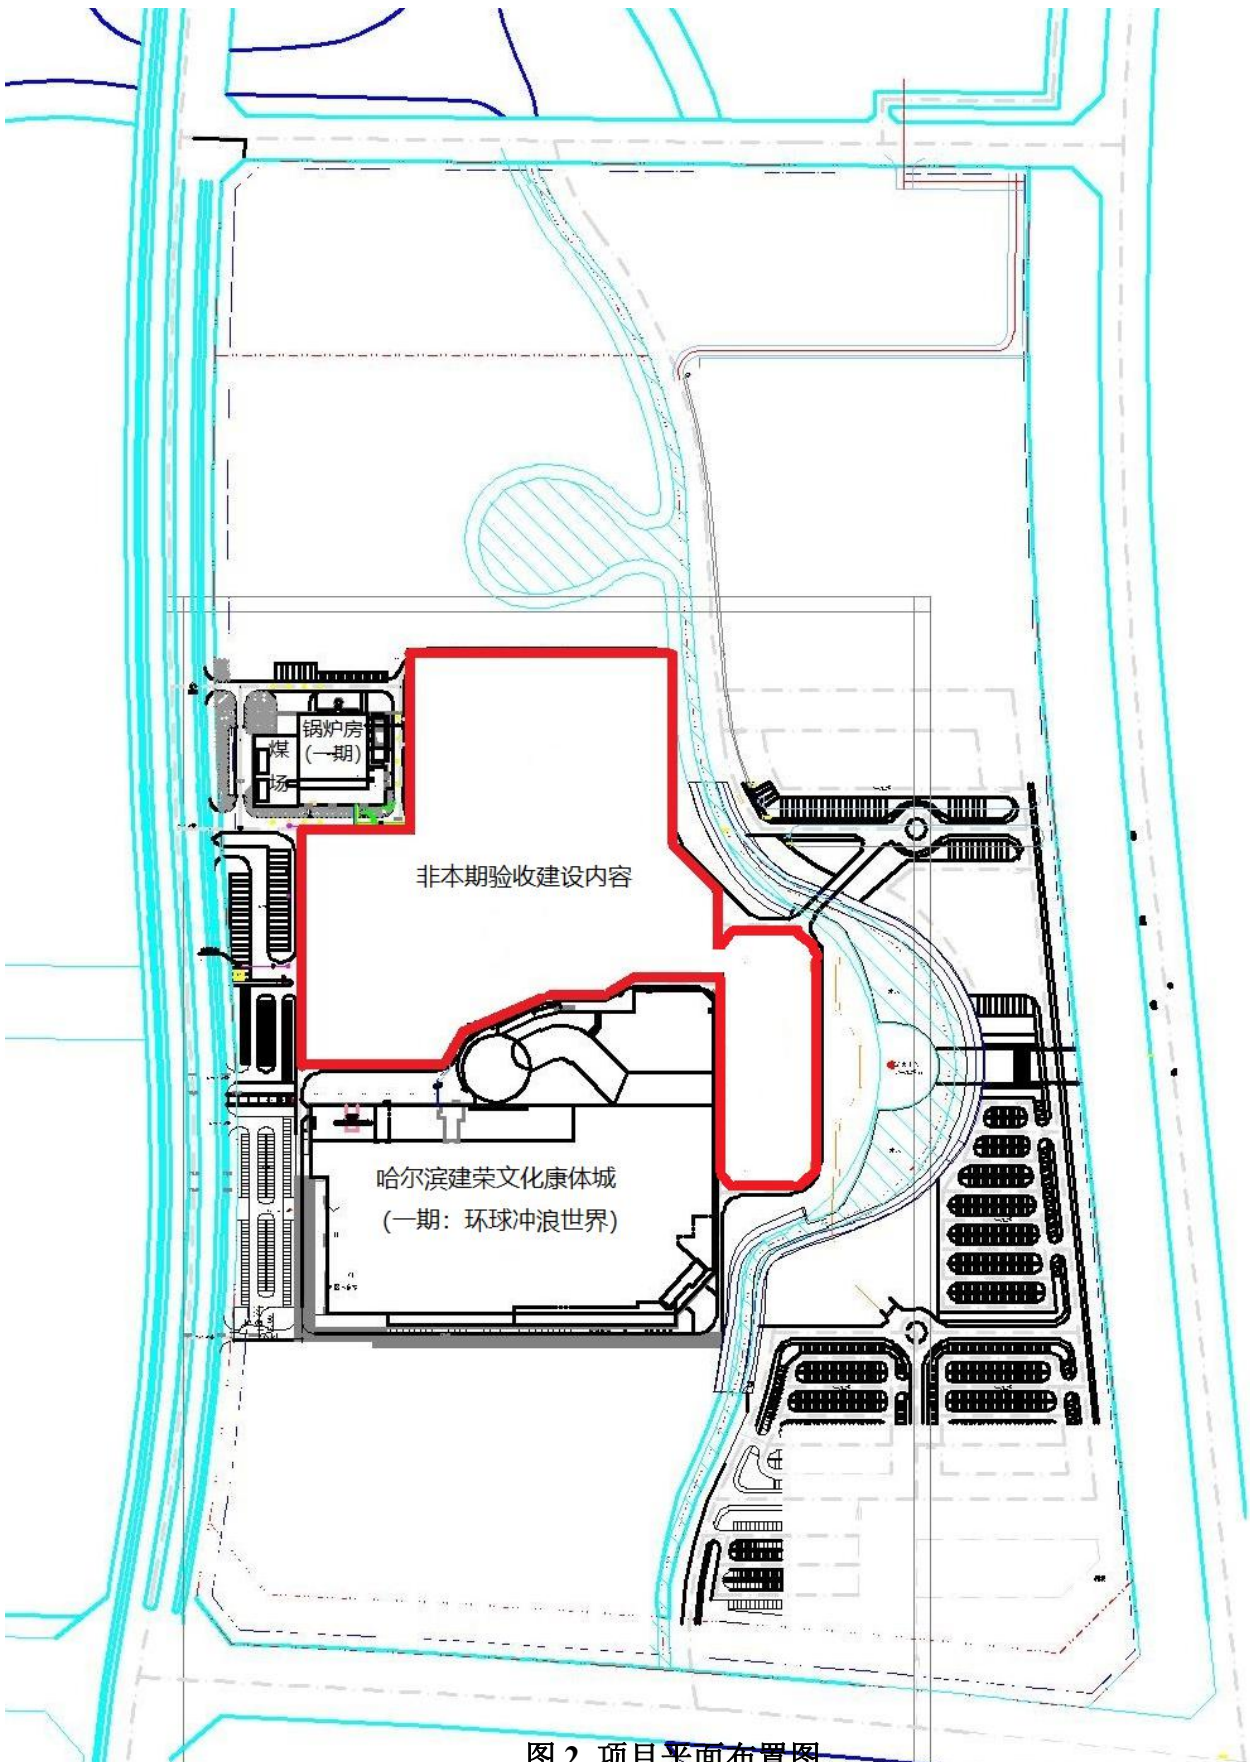 锅炉房
(一期)
煤
场
非本期验收建设内容
哈尔滨建荣文化康体城
(一期：环球冲浪世界)
图 2 项目平面布置图